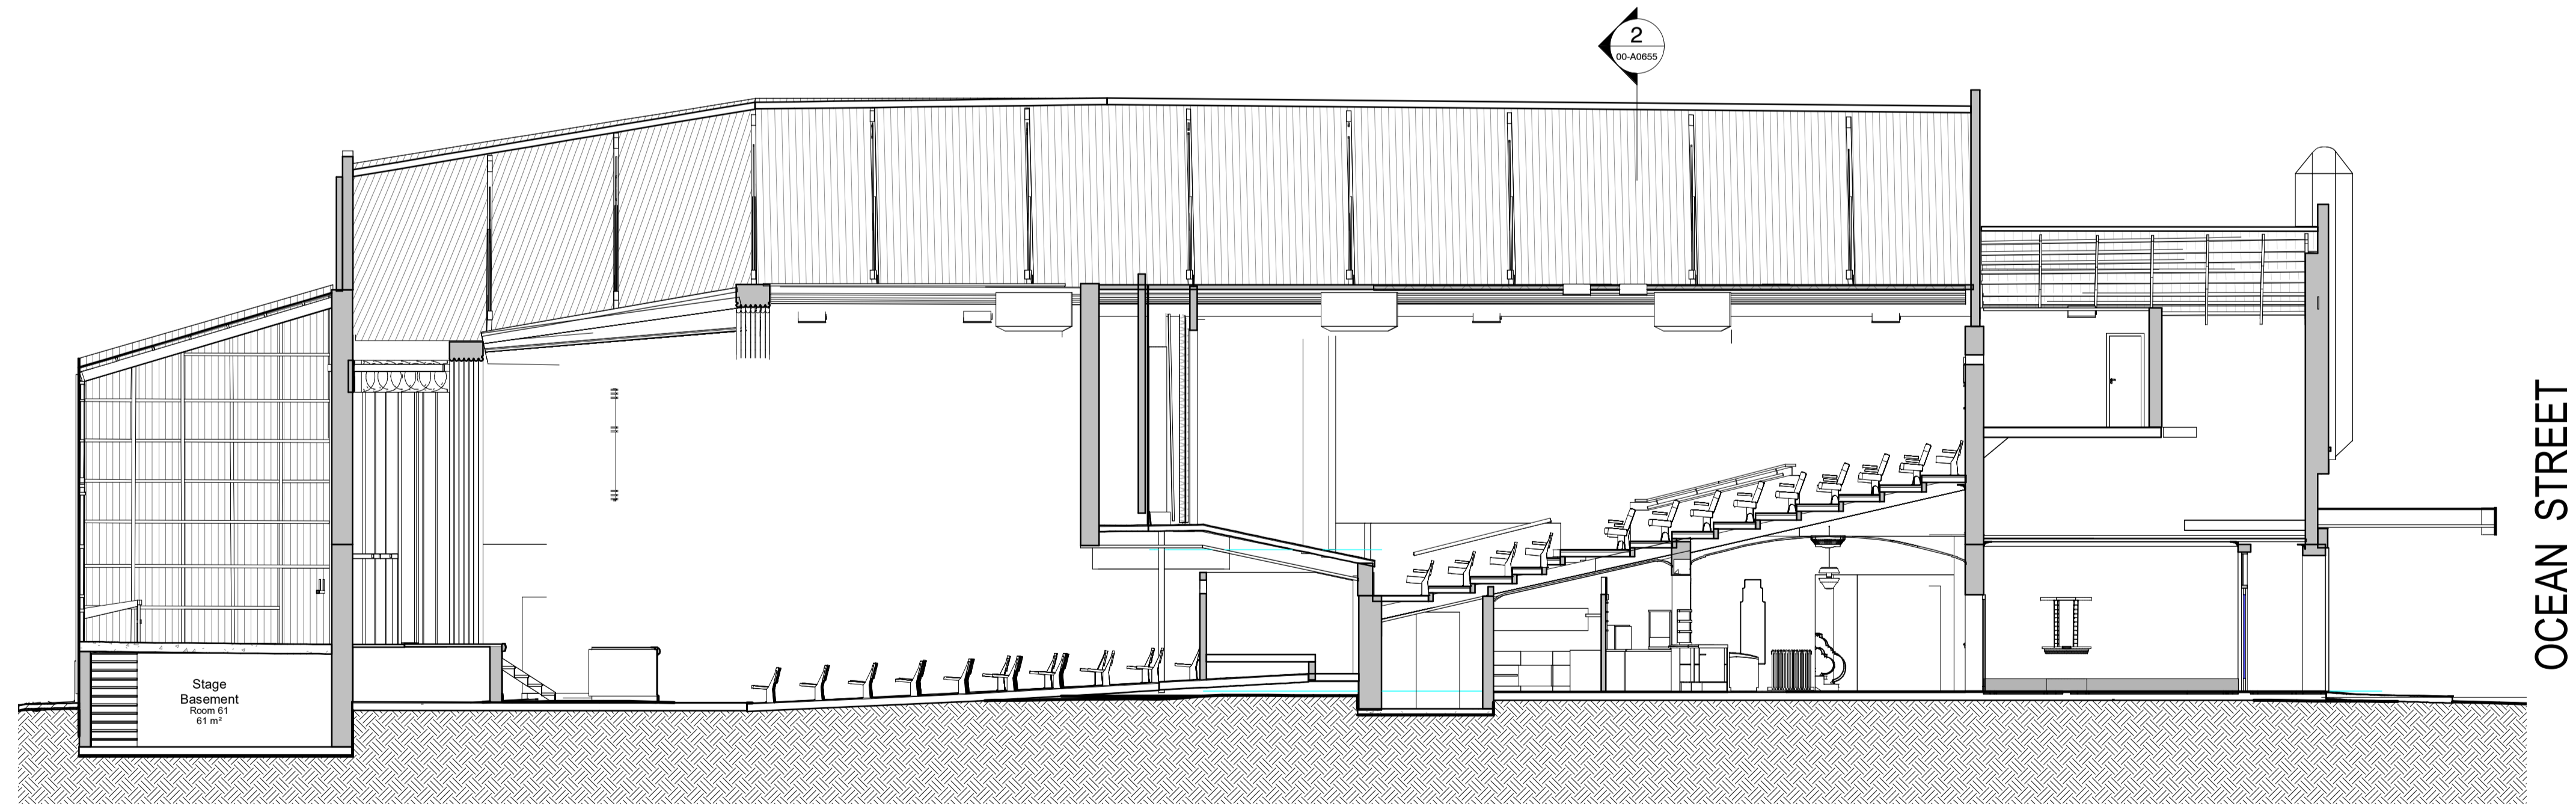 2
00-A0655
Stage
Basement
Room 61
61 m²
OCEAN STREET